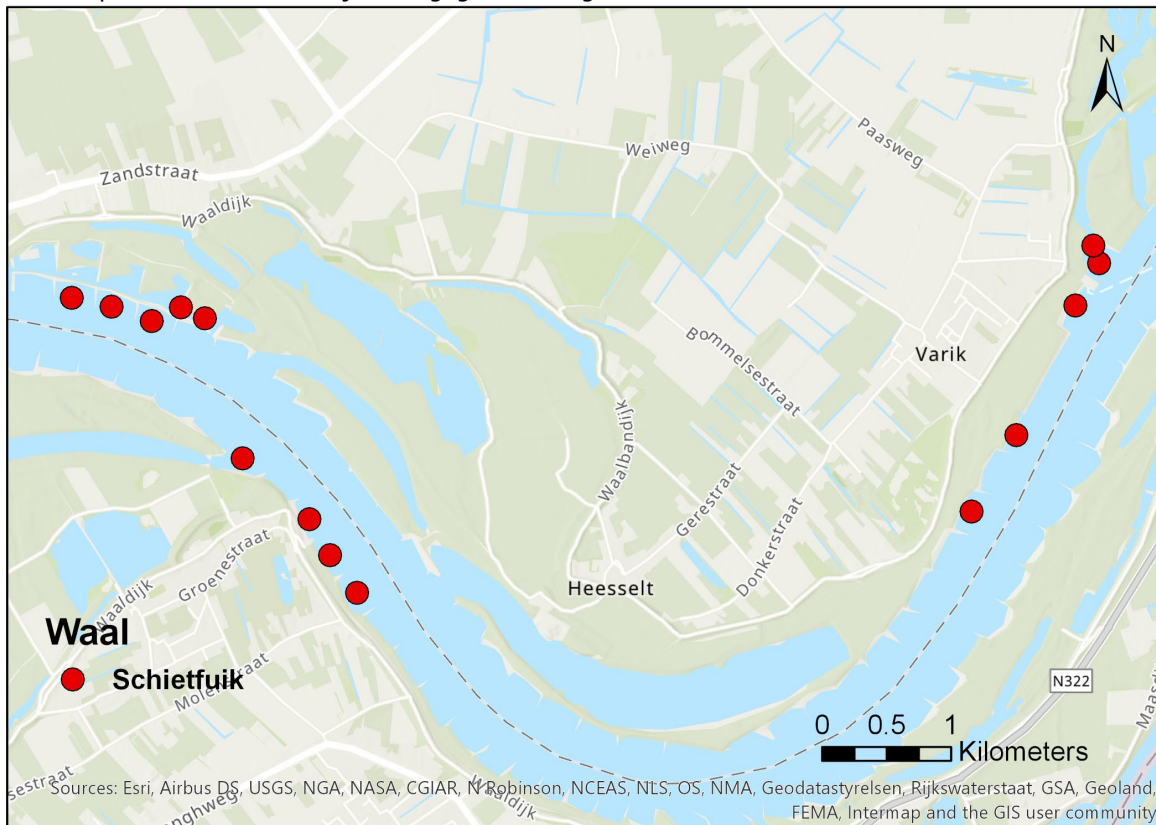 N
Zandstraat
Waaldijk
Weiweg
Paasweg
Bommelsestraat
Varik
Waalbandijk
Gerestraat
Donkerstraat
Heesselt
Groenestraat
Waaldijk
Waal
Schietfuik
N322
0 0.5 1
Kilometers
Waaldijk
Sources: Esri, Airbus DS, USGS, NGA, NASA, CGIAR, N Robinson, NCEAS, NLS, OS, NMA, Geodatastyrelsen, Rijkswaterstaat, GSA, Geoland,
FEMA, Intermap and the GIS user community